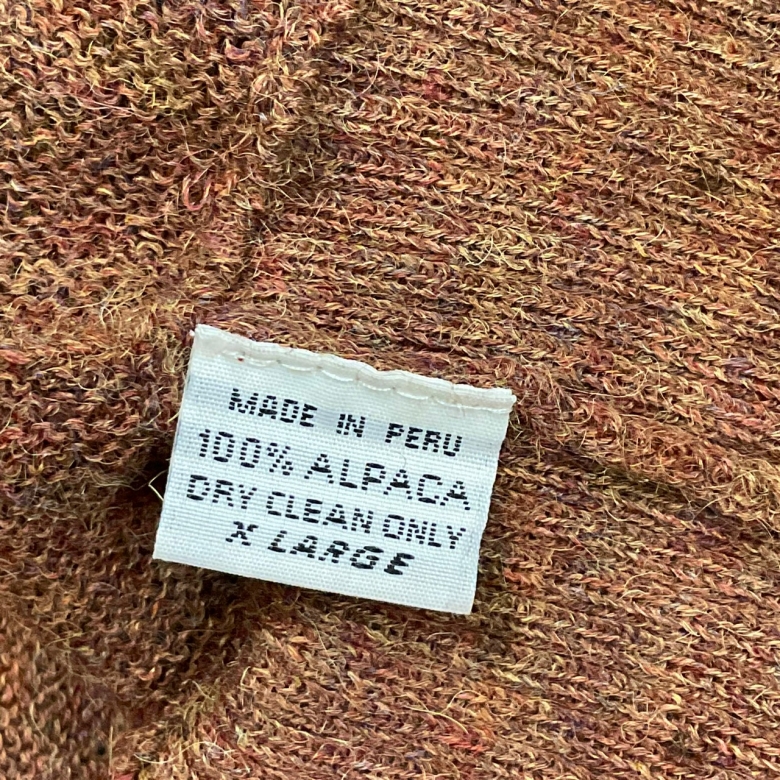 MADE IN PERU
100% ALPACA
DRY CLEAN ONLY
X LARGE